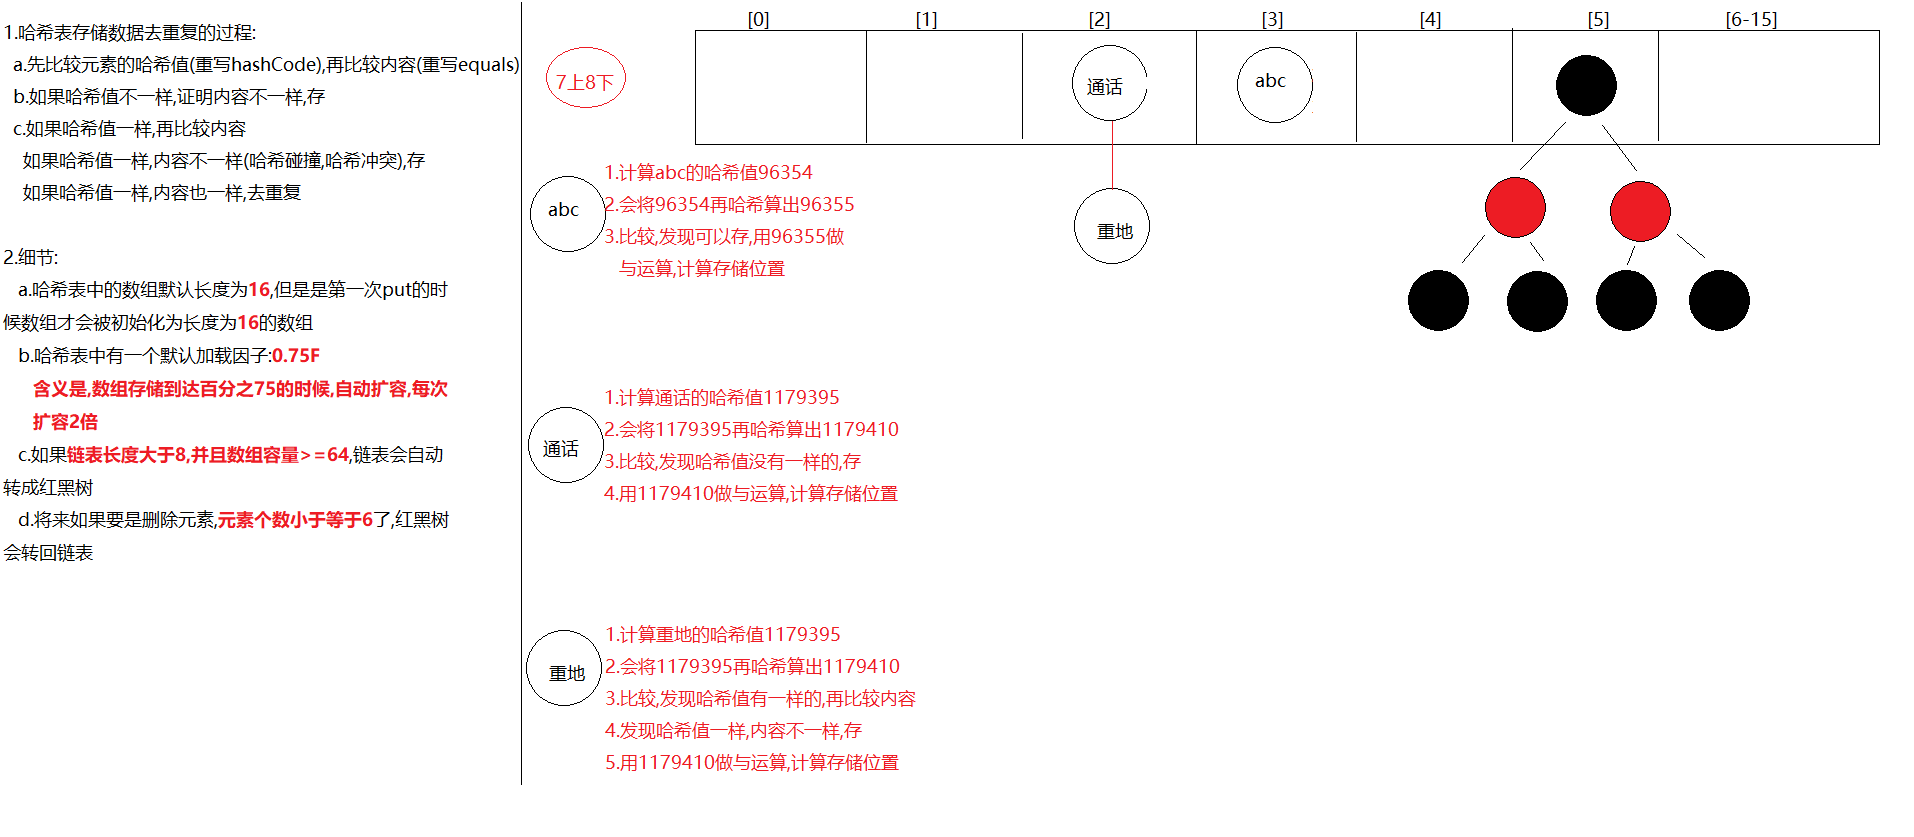 1.哈希表存储数据去重复的过程:
a.先比较元素的哈希值(重写hashCode),再比较内容(重写equals)
b.如果哈希值不一样,证明内容不一样,存
c.如果哈希值一样,再比较内容
如果哈希值一样,内容不一样(哈希碰撞,哈希冲突),存
如果哈希值一样,内容也一样,去重复
2.细节:
a.哈希表中的数组默认长度为16,但是是第一次put的时
候数组才会被初始化为长度为16的数组
b.哈希表中有一个默认加载因子:0.75F
含义是,数组存储到达百分之75的时候,自动扩容,每次
扩容2倍
c.如果链表长度大于8,并且数组容量>=64,链表会自动
转成红黑树
d.将来如果要是删除元素,元素个数小于等于6了,红黑树
会转回链表
[0] [1] [2] [3] [4] [5] [6-15]
7上8下
通话
abc
重地
abc
1.计算abc的哈希值96354
2.会将96354再哈希算出96355
3.比较,发现可以存,用96355做
与运算,计算存储位置
通话
1.计算通话的哈希值1179395
2.会将1179395再哈希算出1179410
3.比较,发现哈希值没有一样的,存
4.用1179410做与运算,计算存储位置
重地
1.计算重地的哈希值1179395
2.会将1179395再哈希算出1179410
3.比较,发现哈希值有一样的,再比较内容
4.发现哈希值一样,内容不一样,存
5.用1179410做与运算,计算存储位置